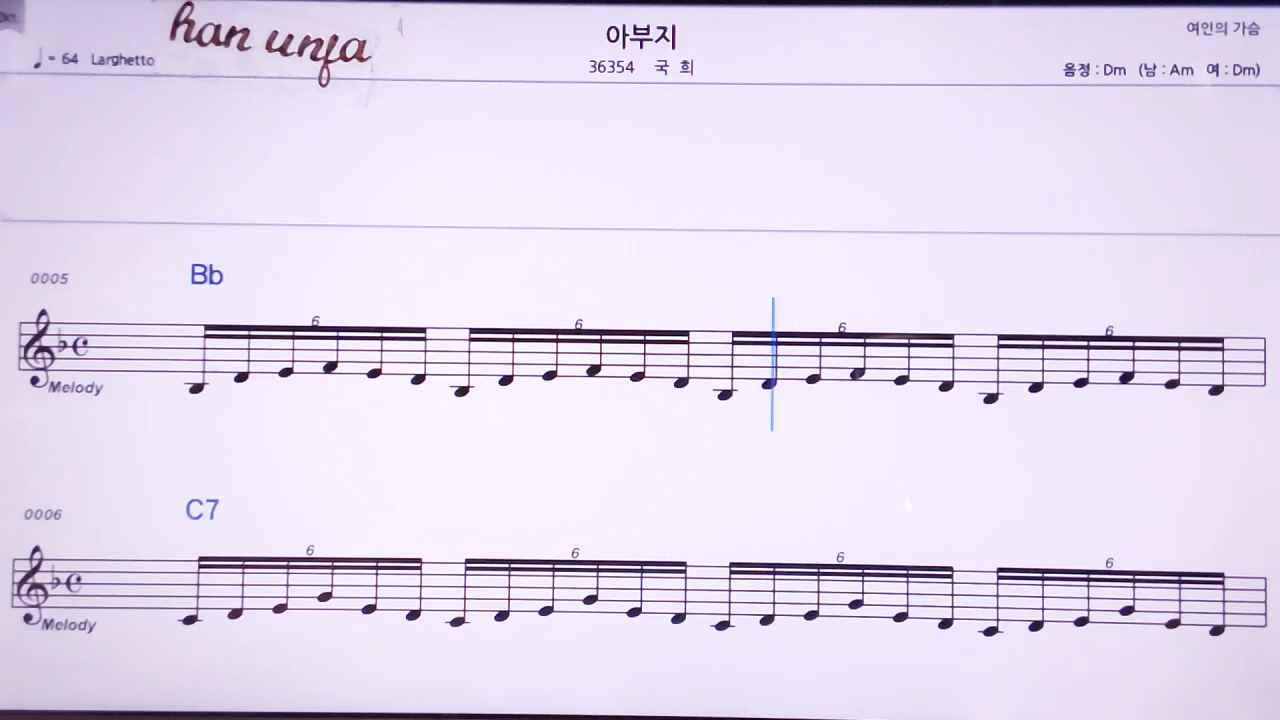 han unfa
아부지
여인의 가슴
♩= 64 Larghetto
36354 국 희
음정 : Dm (남 : Am 여 : Dm)
0005
Bb
6 6 6 6
Melody
0006
C7
6 6 6 6
Melody